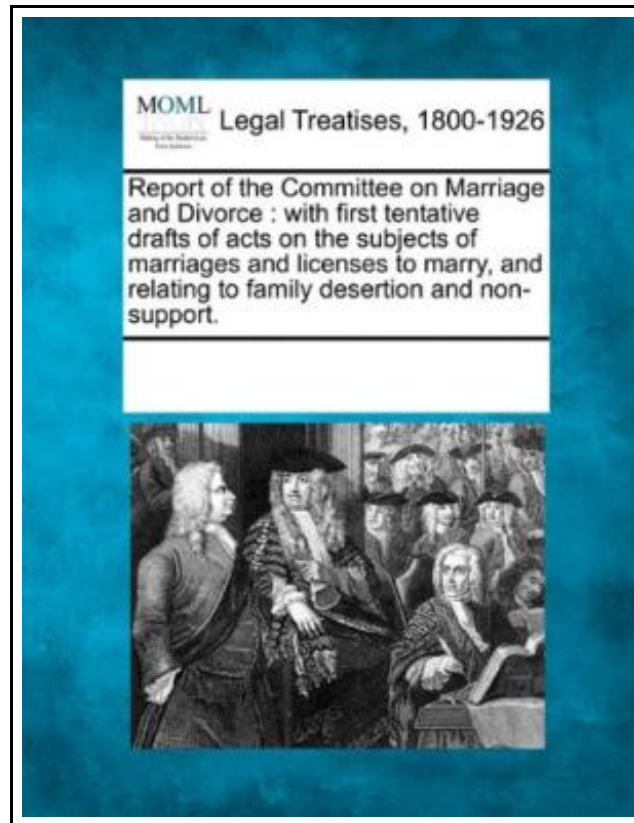 MOML
Legal Treatises, 1800-1926
Report of the Committee on Marriage
and Divorce : with first tentative
drafts of acts on the subjects of
marriages and licenses to marry, and
relating to family desertion and non-
support.